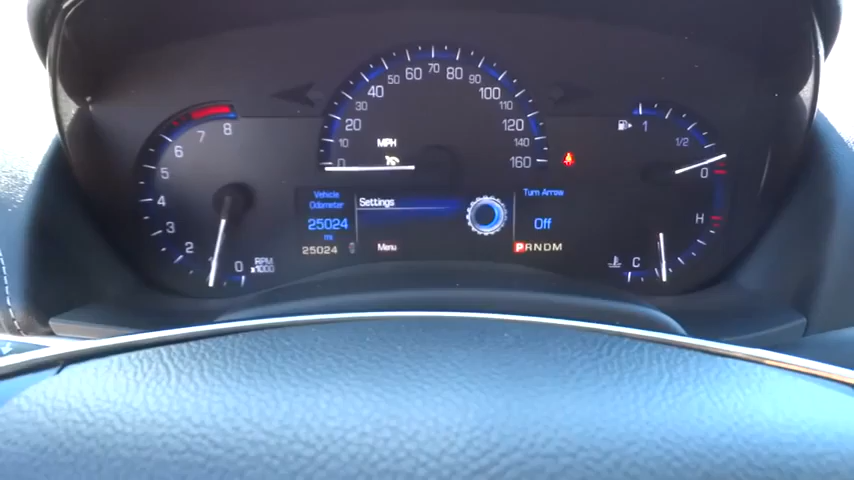 0 1 2 3 4 5 6 7 8
RPM
x1000
0 10 20 30 40 50 60 70 80 90 100 110 120 140 160
MPH
1 1/2 0
H
C
Vehicle
Odometer
25024
mi
25024
Settings
Menu
Turn Arrow
Off
PRNDM